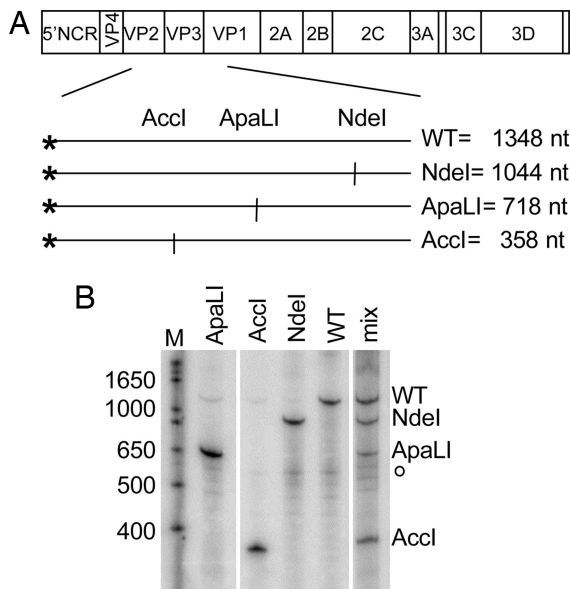 A
5'NCR VP4 VP2 VP3 VP1 2A 2B 2C 3A 3C 3D
AccI ApaLI NdeI
* WT= 1348 nt
* NdeI= 1044 nt
* ApaLI= 718 nt
* AccI= 358 nt
B
M ApaLI AccI NdeI WT mix
1650
1000
650
500
400
WT
NdeI
ApaLI
o
AccI